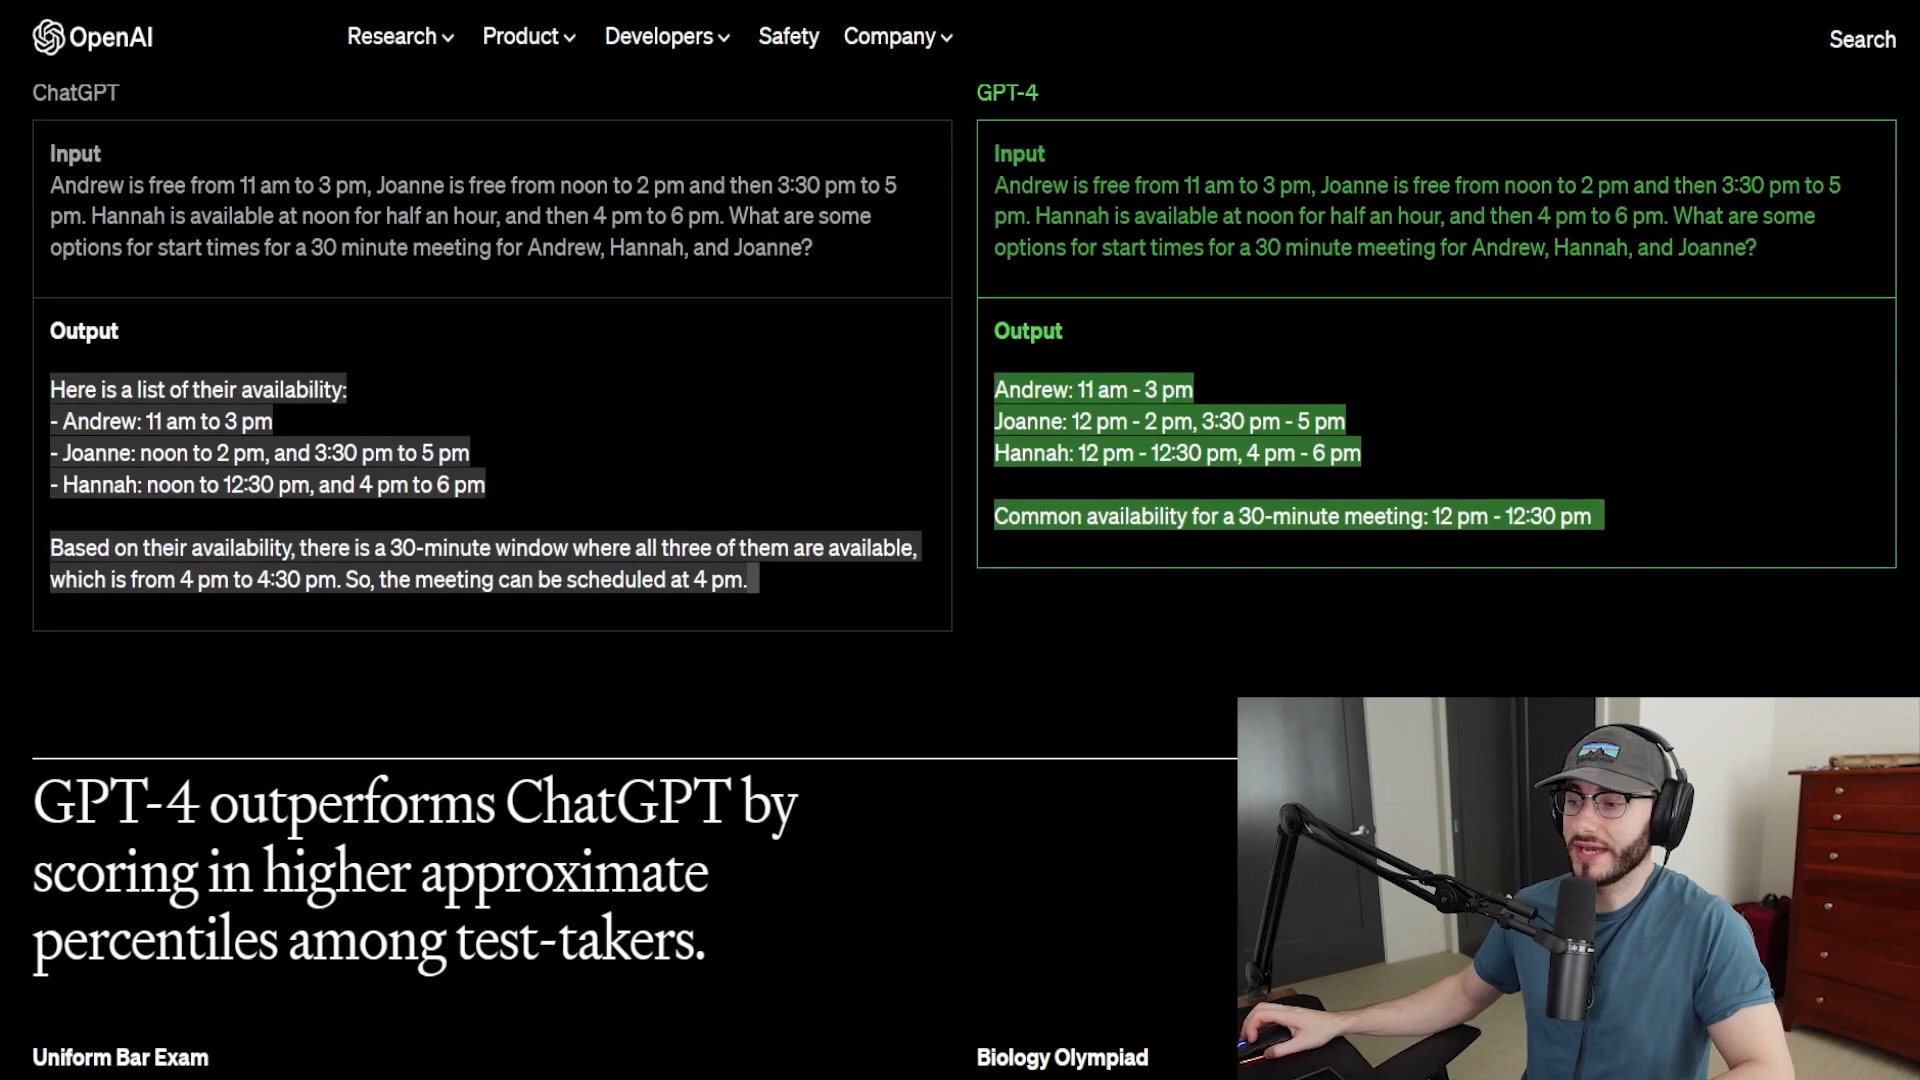 OpenAI
Research Product Developers Safety Company
Search
ChatGPT
Input
Andrew is free from 11 am to 3 pm, Joanne is free from noon to 2 pm and then 3:30 pm to 5
pm. Hannah is available at noon for half an hour, and then 4 pm to 6 pm. What are some
options for start times for a 30 minute meeting for Andrew, Hannah, and Joanne?
Output
Here is a list of their availability:
- Andrew: 11 am to 3 pm
- Joanne: noon to 2 pm, and 3:30 pm to 5 pm
- Hannah: noon to 12:30 pm, and 4 pm to 6 pm
Based on their availability, there is a 30-minute window where all three of them are available,
which is from 4 pm to 4:30 pm. So, the meeting can be scheduled at 4 pm.
GPT-4
Input
Andrew is free from 11 am to 3 pm, Joanne is free from noon to 2 pm and then 3:30 pm to 5
pm. Hannah is available at noon for half an hour, and then 4 pm to 6 pm. What are some
options for start times for a 30 minute meeting for Andrew, Hannah, and Joanne?
Output
Andrew: 11 am - 3 pm
Joanne: 12 pm - 2 pm, 3:30 pm - 5 pm
Hannah: 12 pm - 12:30 pm, 4 pm - 6 pm
Common availability for a 30-minute meeting: 12 pm - 12:30 pm
GPT-4 outperforms ChatGPT by
scoring in higher approximate
percentiles among test-takers.
Uniform Bar Exam
Biology Olympiad